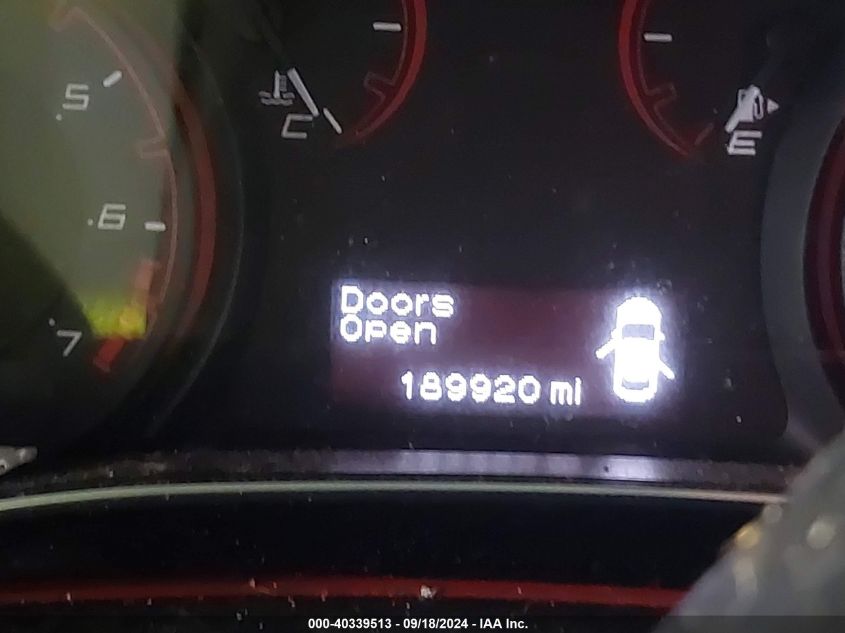 .5
C
E
.6
Doors
Open
.7
189920 mi
000-40339513 - 09/18/2024 - IAA Inc.